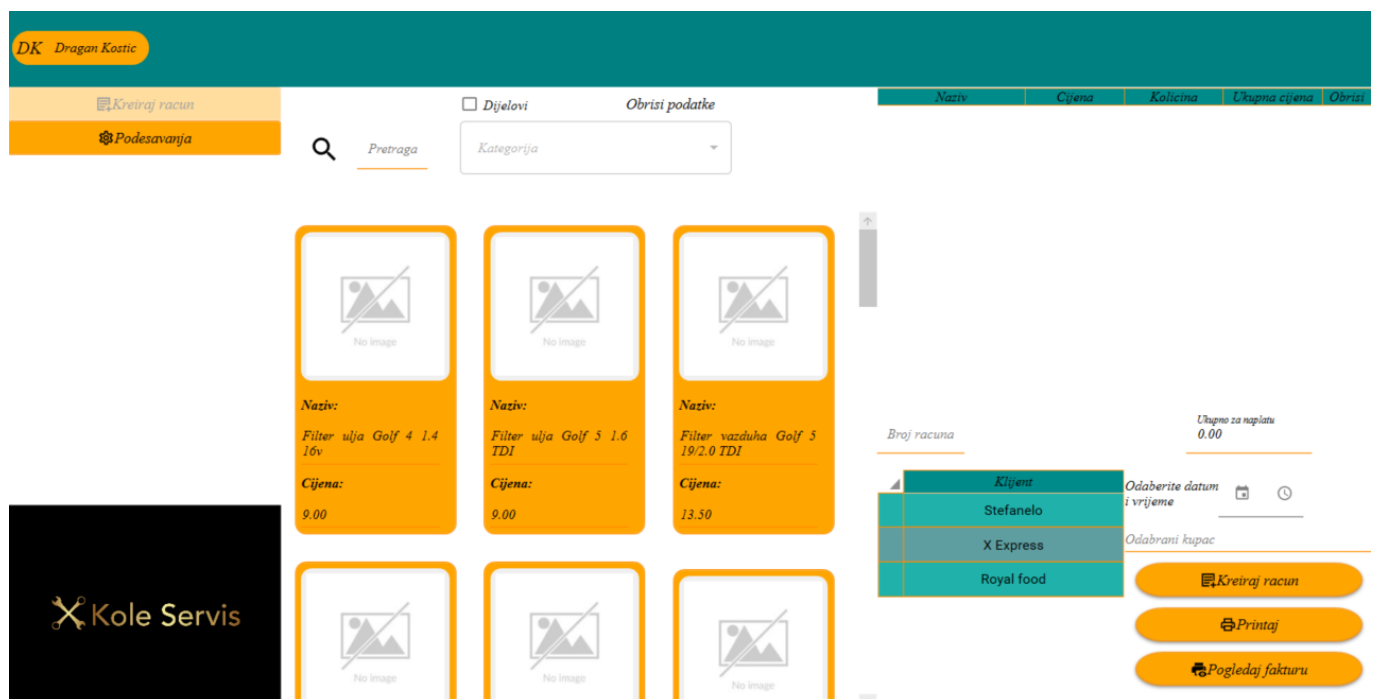 DK Dragan Kostic
Kreiraj racun
Podesavanja
Dijelovi
Obrisi podatke
Pretraga
Kategorija
No image
No image
No image
Naziv:
Filter ulja Golf 4 1.4
16v
Cijena:
9.00
Naziv:
Filter ulja Golf 5 1.6
TDI
Cijena:
9.00
Naziv:
Filter vazduha Golf 5
19/2.0 TDI
Cijena:
13.50
No image
No image
No image
Kole Servis
Naziv Cijena Kolicina Ukupna cijena Obrisi
Broj racuna
Ukupno za naplatu
0.00
Klijent
Stefanelo
X Express
Royal food
Odaberite datum
i vrijeme
Odabrani kupac
Kreiraj racun
Printaj
Pogledaj fakturu